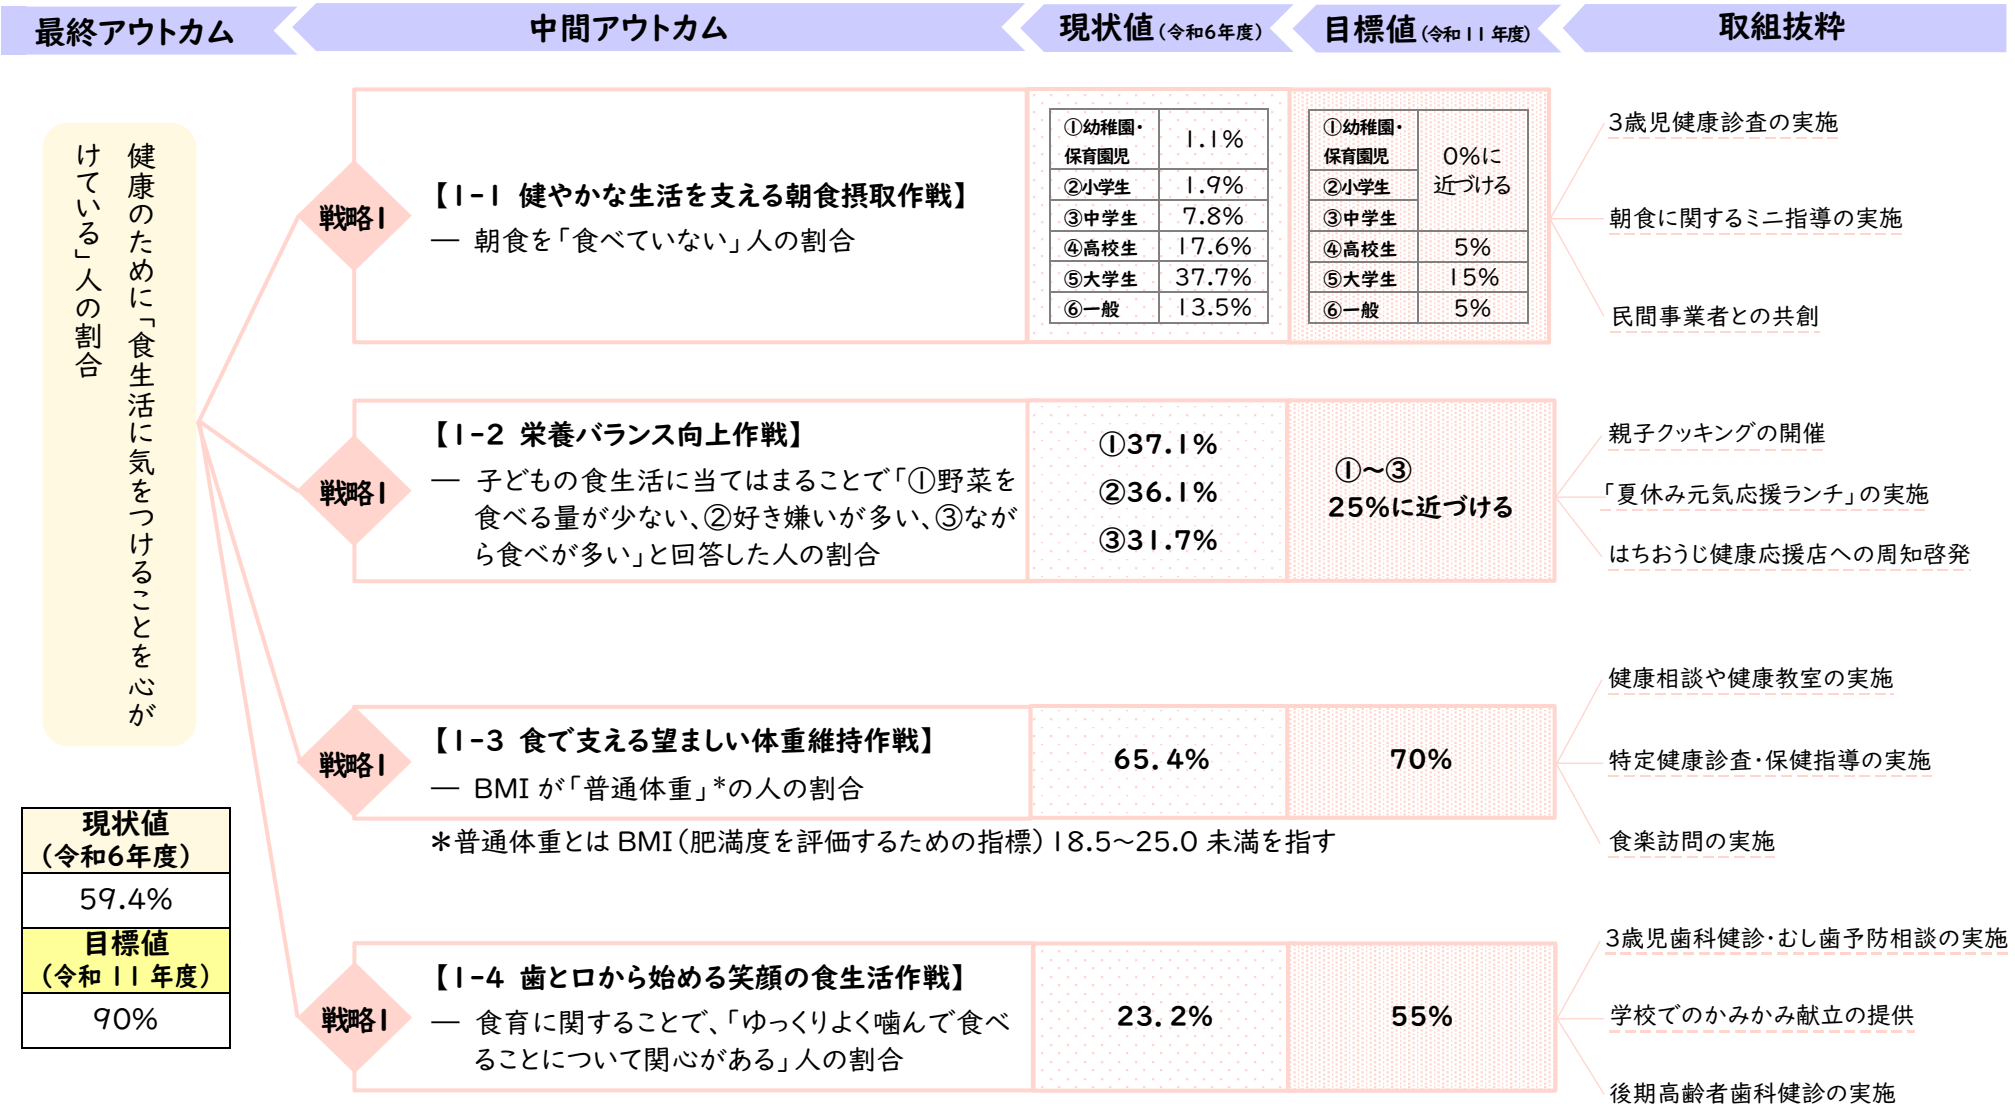 最終アウトカム
中間アウトカム
現状値(令和6年度)
目標値(令和11年度)
取組抜粋
健康のために「食生活に気をつけることを心が
けている」人の割合
現状値
(令和6年度)
59.4%
目標値
(令和11年度)
90%
戦略1
【1-1 健やかな生活を支える朝食摂取作戦】
― 朝食を「食べていない」人の割合
①幼稚園・
保育園児
1.1%
②小学生 1.9%
③中学生 7.8%
④高校生 17.6%
⑤大学生 37.7%
⑥一般 13.5%
①幼稚園・
保育園児
②小学生
③中学生
0%に
近づける
④高校生 5%
⑤大学生 15%
⑥一般 5%
3歳児健康診査の実施
朝食に関するミニ指導の実施
民間事業者との共創
戦略1
【1-2 栄養バランス向上作戦】
― 子どもの食生活に当てはまることで「①野菜を
食べる量が少ない、②好き嫌いが多い、③なが
ら食べが多い」と回答した人の割合
①37.1%
②36.1%
③31.7%
①～③
25%に近づける
親子クッキングの開催
「夏休み元気応援ランチ」の実施
はちおうじ健康応援店への周知啓発
戦略1
【1-3 食で支える望ましい体重維持作戦】
― BMIが「普通体重」*の人の割合
65.4%
70%
＊普通体重とはBMI(肥満度を評価するための指標)18.5～25.0未満を指す
健康相談や健康教室の実施
特定健康診査・保健指導の実施
食楽訪問の実施
戦略1
【1-4 歯と口から始める笑顔の食生活作戦】
― 食育に関することで、「ゆっくりよく噛んで食べ
ることについて関心がある」人の割合
23.2%
55%
3歳児歯科健診・むし歯予防相談の実施
学校でのかみかみ献立の提供
後期高齢者歯科健診の実施